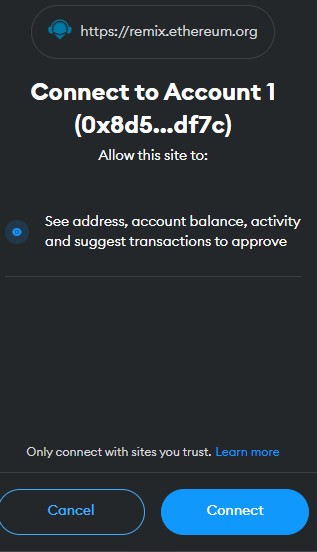 https://remix.ethereum.org
Connect to Account 1
(0x8d5...df7c)
Allow this site to:
See address, account balance, activity
and suggest transactions to approve
Only connect with sites you trust. Learn more
Cancel
Connect